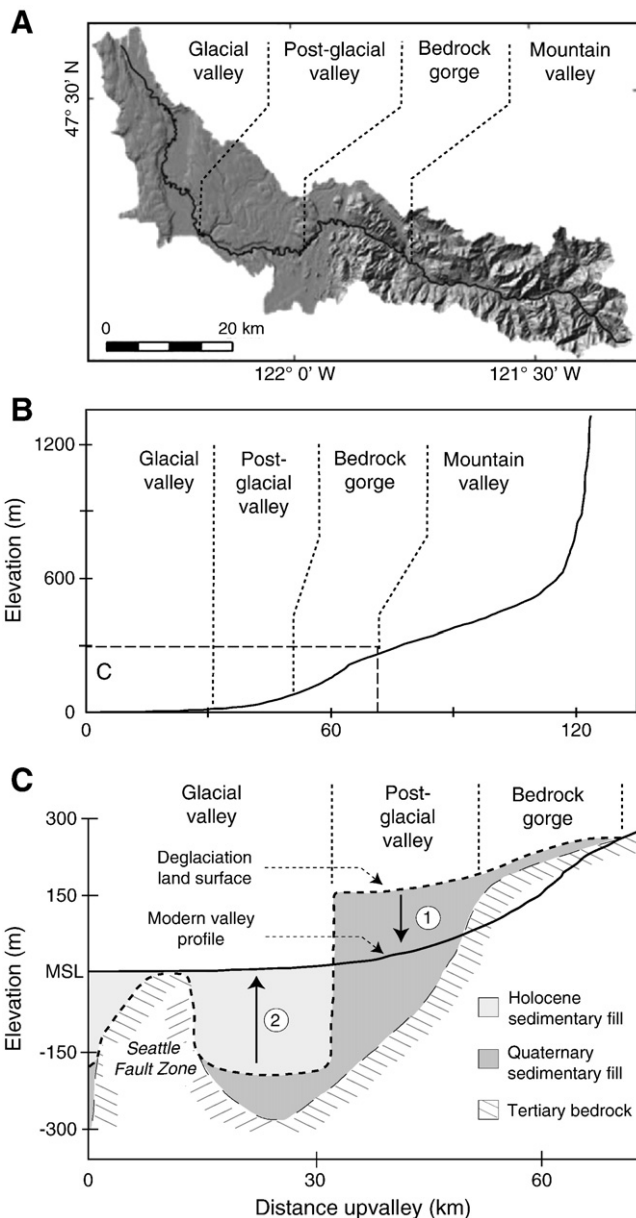 A
Glacial
valley
Post-glacial
valley
Bedrock
gorge
Mountain
valley
47° 30' N
0
20 km
122° 0' W
121° 30' W
B
1200
600
0
Elevation (m)
Glacial
valley
Post-
glacial
valley
Bedrock
gorge
Mountain
valley
C
0
60
120
C
300
150
MSL
-150
-300
Elevation (m)
Glacial
valley
Post-
glacial
valley
Bedrock
gorge
Deglaciation
land surface
Modern valley
profile
1
2
Seattle
Fault Zone
Holocene
sedimentary fill
Quaternary
sedimentary fill
Tertiary bedrock
0
30
60
Distance upvalley (km)